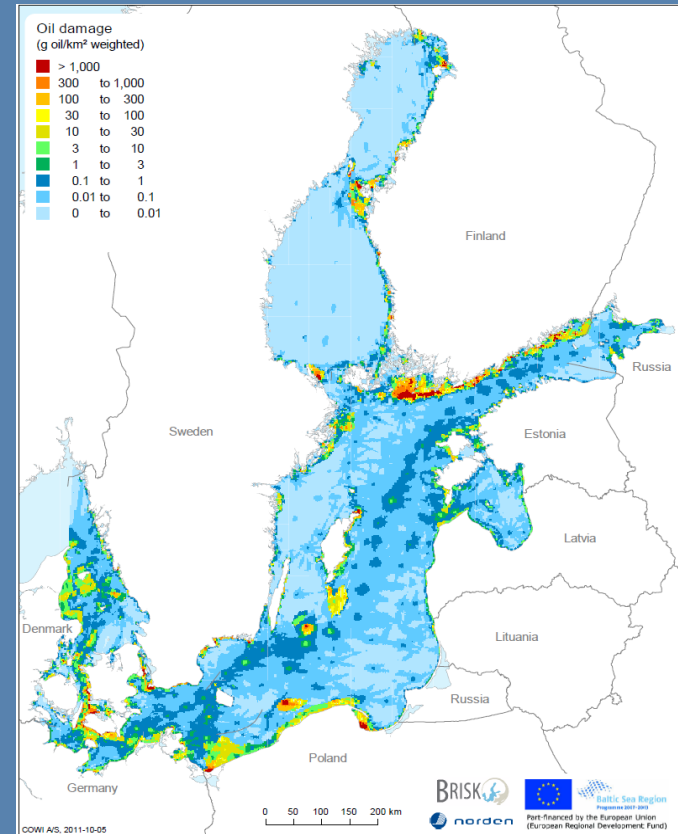 Oil damage
(g oil/km² weighted)
> 1,000
300 to 1,000
100 to 300
30 to 100
10 to 30
3 to 10
1 to 3
0.1 to 1
0.01 to 0.1
0 to 0.01
Finland
Russia
Sweden
Estonia
Latvia
Denmark
Lituania
Russia
Poland
Germany
0 50 100 150 200 km
BRISK
norden
Baltic Sea Region
Programme 2007-2013
Part-financed by the European Union
(European Regional Development Fund)
COWI A/S, 2011-10-05